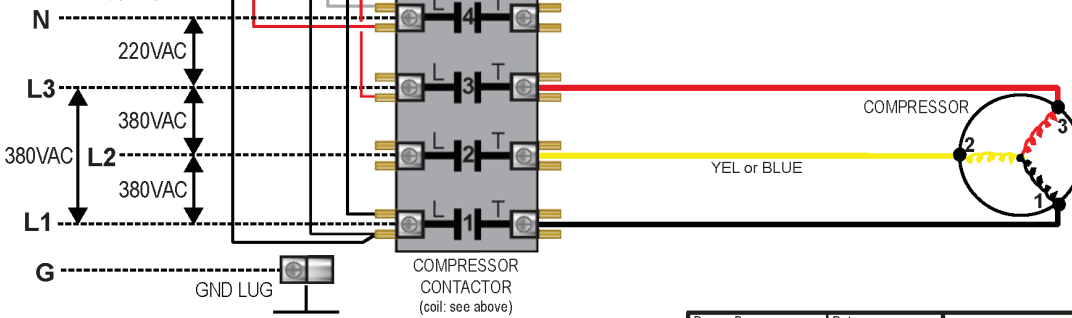 N
220VAC
L3
380VAC
380VAC
L2
380VAC
L1
G
GND LUG
L 4 T
L 3 T
L 2 T
L 1 T
COMPRESSOR
CONTACTOR
(coil: see above)
YEL or BLUE
COMPRESSOR
3
2
1